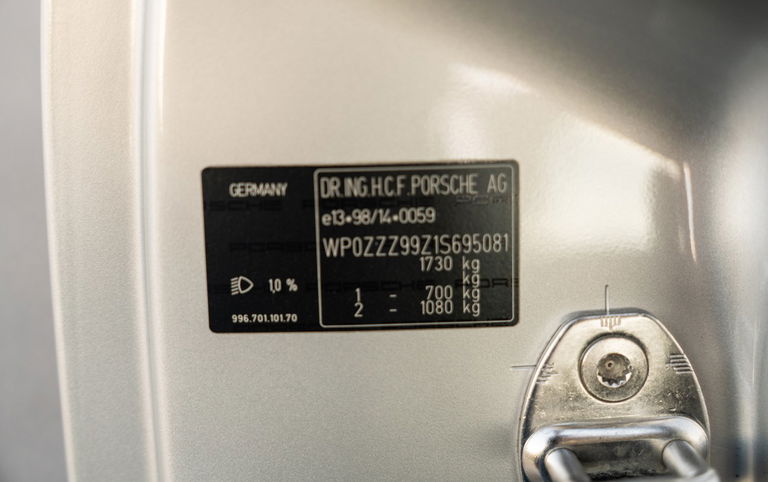 GERMANY
DR.ING.H.C.F.PORSCHE AG
e13•98/14•0059
WP0ZZZ99Z1S695081
1730 kg
kg
1,0 %
1 - 700 kg
2 - 1080 kg
996.701.101.70